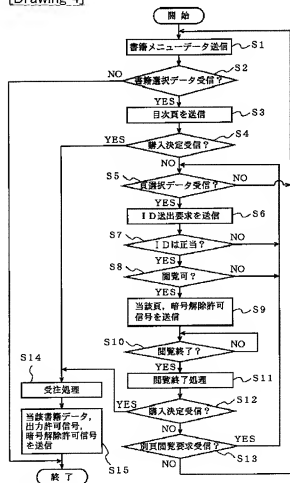 [Drawing 4]
開始
書籍メニューデータ送信
S1
S2
NO
書籍選択データ受信?
YES
目次頁を送信
S3
S4
YES
購入決定受信?
NO
S5
頁選択データ受信?
NO
YES
ID送出要求を送信
S6
S7
IDは正当?
NO
YES
S8
閲覧可?
NO
YES
当該頁、暗号解除許可
信号を送信
S9
S10
閲覧終了?
NO
YES
閲覧終了処理
S11
S14
受注処理
YES
購入決定受信?
S12
NO
当該書籍データ,
出力許可信号,
暗号解除許可信号
を送信
S15
別頁閲覧要求受信?
YES
S13
NO
終了